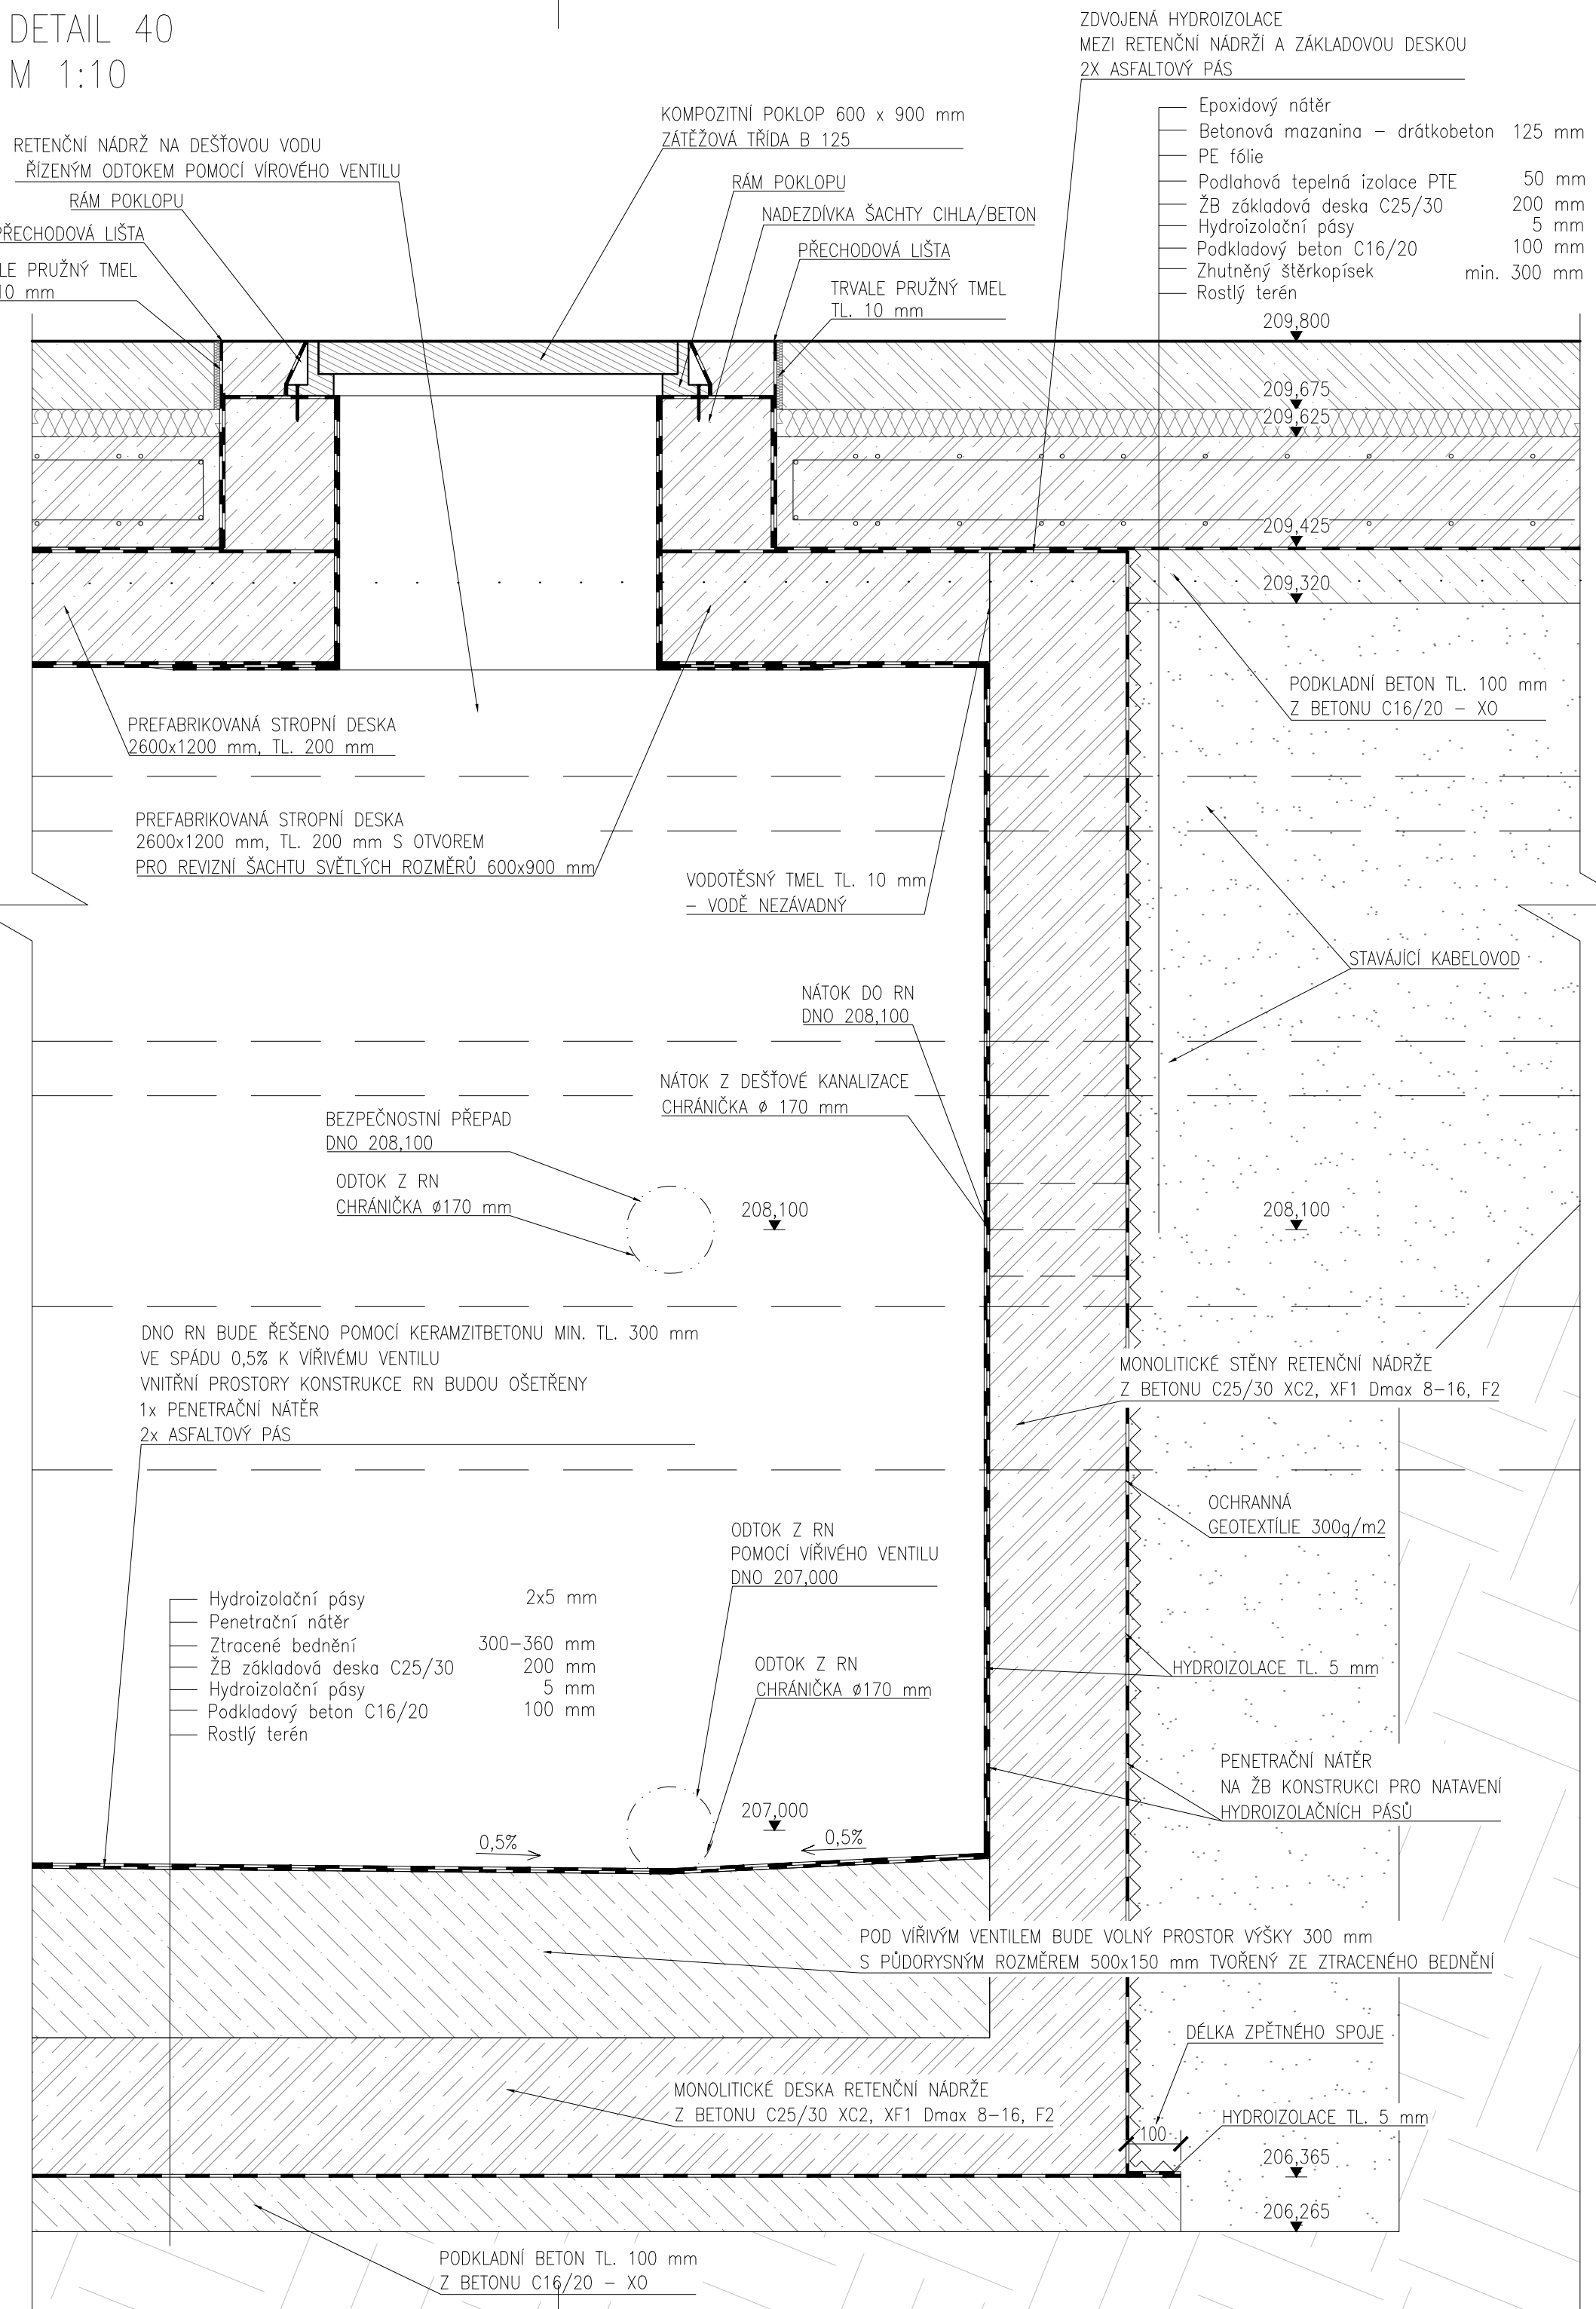 DETAIL 40
M 1:10
ZDVOJENÁ HYDROIZOLACE
MEZI RETENČNÍ NÁDRŽÍ A ZÁKLADOVOU DESKOU
2X ASFALTOVÝ PÁS
Epoxidový nátěr
Betonová mazanina – drátkobeton 125 mm
PE fólie
Podlahová tepelná izolace PTE 50 mm
ŽB základová deska C25/30 200 mm
Hydroizolační pásy 5 mm
Podkladový beton C16/20 100 mm
Zhutněný štěrkopísek min. 300 mm
Rostlý terén
KOMPOZITNÍ POKLOP 600 x 900 mm
ZÁTĚŽOVÁ TŘÍDA B 125
RETENČNÍ NÁDRŽ NA DEŠŤOVOU VODU
ŘÍZENÝM ODTOKEM POMOCÍ VÍROVÉHO VENTILU
RÁM POKLOPU
PŘECHODOVÁ LIŠTA
LE PRUŽNÝ TMEL
10 mm
RÁM POKLOPU
NADEZDÍVKA ŠACHTY CIHLA/BETON
PŘECHODOVÁ LIŠTA
TRVALE PRUŽNÝ TMEL
TL. 10 mm
209,800
209,675
209,625
209,425
209,320
PODKLADNÍ BETON TL. 100 mm
Z BETONU C16/20 – XO
PREFABRIKOVANÁ STROPNÍ DESKA
2600x1200 mm, TL. 200 mm
PREFABRIKOVANÁ STROPNÍ DESKA
2600x1200 mm, TL. 200 mm S OTVOREM
PRO REVIZNÍ ŠACHTU SVĚTLÝCH ROZMĚRŮ 600x900 mm
VODOTĚSNÝ TMEL TL. 10 mm
– VODĚ NEZÁVADNÝ
STAVÁJÍCÍ KABELOVOD
NÁTOK DO RN
DNO 208,100
NÁTOK Z DEŠŤOVÉ KANALIZACE
CHRÁNIČKA ø 170 mm
BEZPEČNOSTNÍ PŘEPAD
DNO 208,100
ODTOK Z RN
CHRÁNIČKA ø170 mm
208,100
208,100
DNO RN BUDE ŘEŠENO POMOCÍ KERAMZITBETONU MIN. TL. 300 mm
VE SPÁDU 0,5% K VÍŘIVÉMU VENTILU
VNITŘNÍ PROSTORY KONSTRUKCE RN BUDOU OŠETŘENY
1x PENETRAČNÍ NÁTĚR
2x ASFALTOVÝ PÁS
MONOLITICKÉ STĚNY RETENČNÍ NÁDRŽE
Z BETONU C25/30 XC2, XF1 Dmax 8–16, F2
OCHRANNÁ
GEOTEXTÍLIE 300g/m2
ODTOK Z RN
POMOCÍ VÍŘIVÉHO VENTILU
DNO 207,000
Hydroizolační pásy 2x5 mm
Penetrační nátěr
Ztracené bednění 300–360 mm
ŽB základová deska C25/30 200 mm
Hydroizolační pásy 5 mm
Podkladový beton C16/20 100 mm
Rostlý terén
ODTOK Z RN
CHRÁNIČKA ø170 mm
HYDROIZOLACE TL. 5 mm
PENETRAČNÍ NÁTĚR
NA ŽB KONSTRUKCI PRO NATAVENÍ
HYDROIZOLAČNÍCH PÁSŮ
207,000
0,5%
0,5%
POD VÍŘIVÝM VENTILEM BUDE VOLNÝ PROSTOR VÝŠKY 300 mm
S PŮDORYSNÝM ROZMĚREM 500x150 mm TVOŘENÝ ZE ZTRACENÉHO BEDNĚNÍ
DÉLKA ZPĚTNÉHO SPOJE
MONOLITICKÉ DESKA RETENČNÍ NÁDRŽE
Z BETONU C25/30 XC2, XF1 Dmax 8–16, F2
HYDROIZOLACE TL. 5 mm
100
206,365
206,265
PODKLADNÍ BETON TL. 100 mm
Z BETONU C16/20 – XO